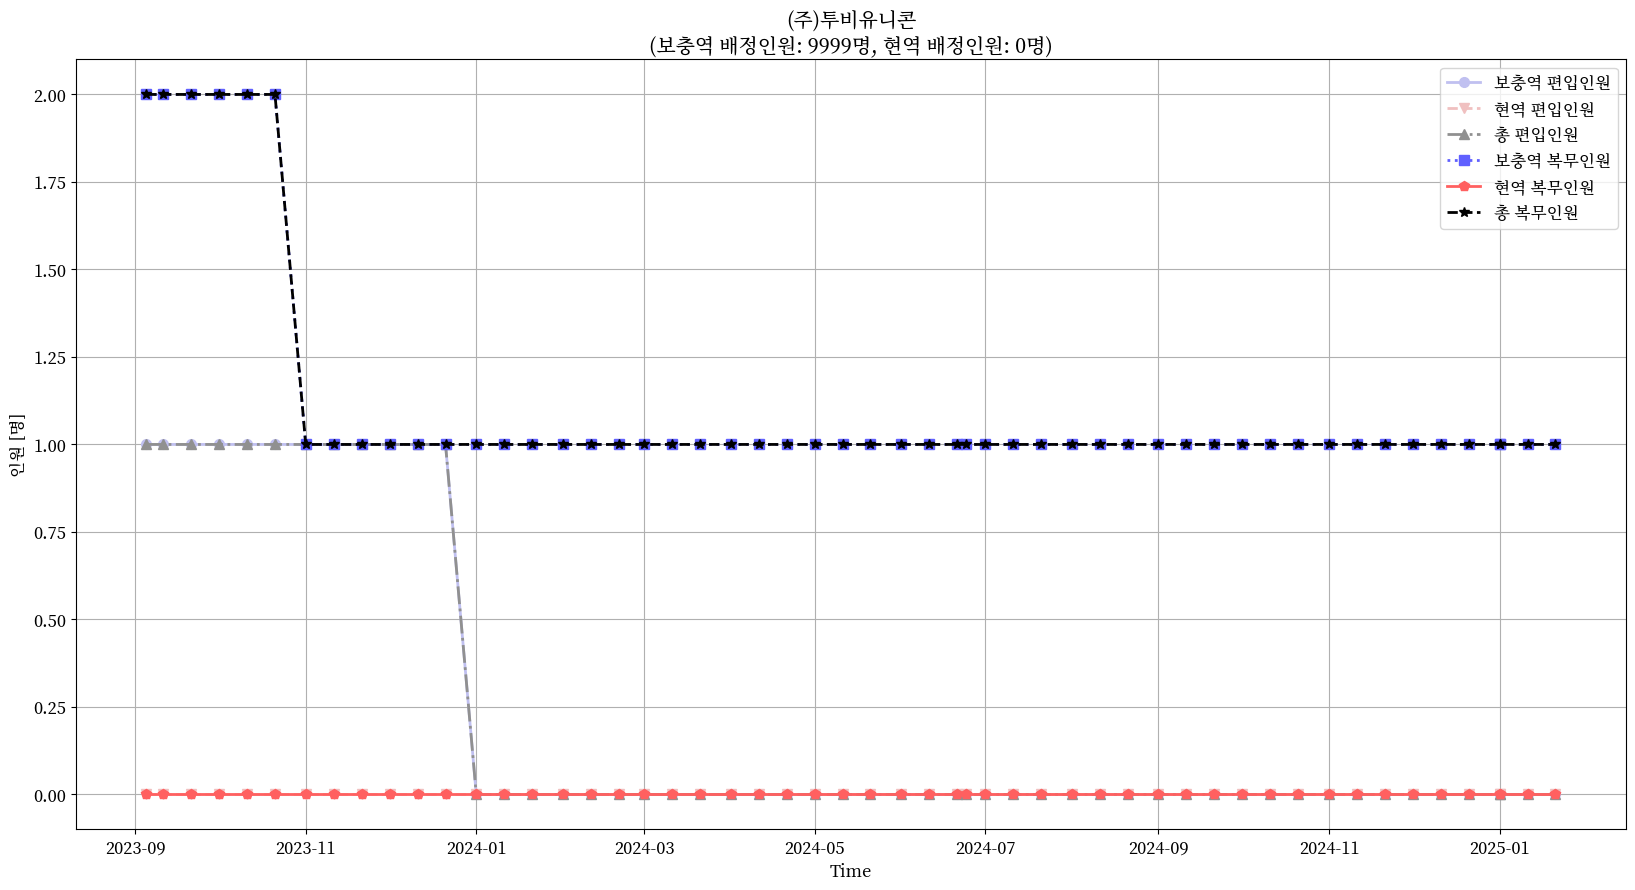 (주)투비유니콘
(보충역 배정인원: 9999명, 현역 배정인원: 0명)
보충역 편입인원
현역 편입인원
총 편입인원
보충역 복무인원
현역 복무인원
총 복무인원
2.00
1.75
1.50
1.25
1.00
0.75
0.50
0.25
0.00
인원 [명]
2023-09 2023-11 2024-01 2024-03 2024-05 2024-07 2024-09 2024-11 2025-01
Time